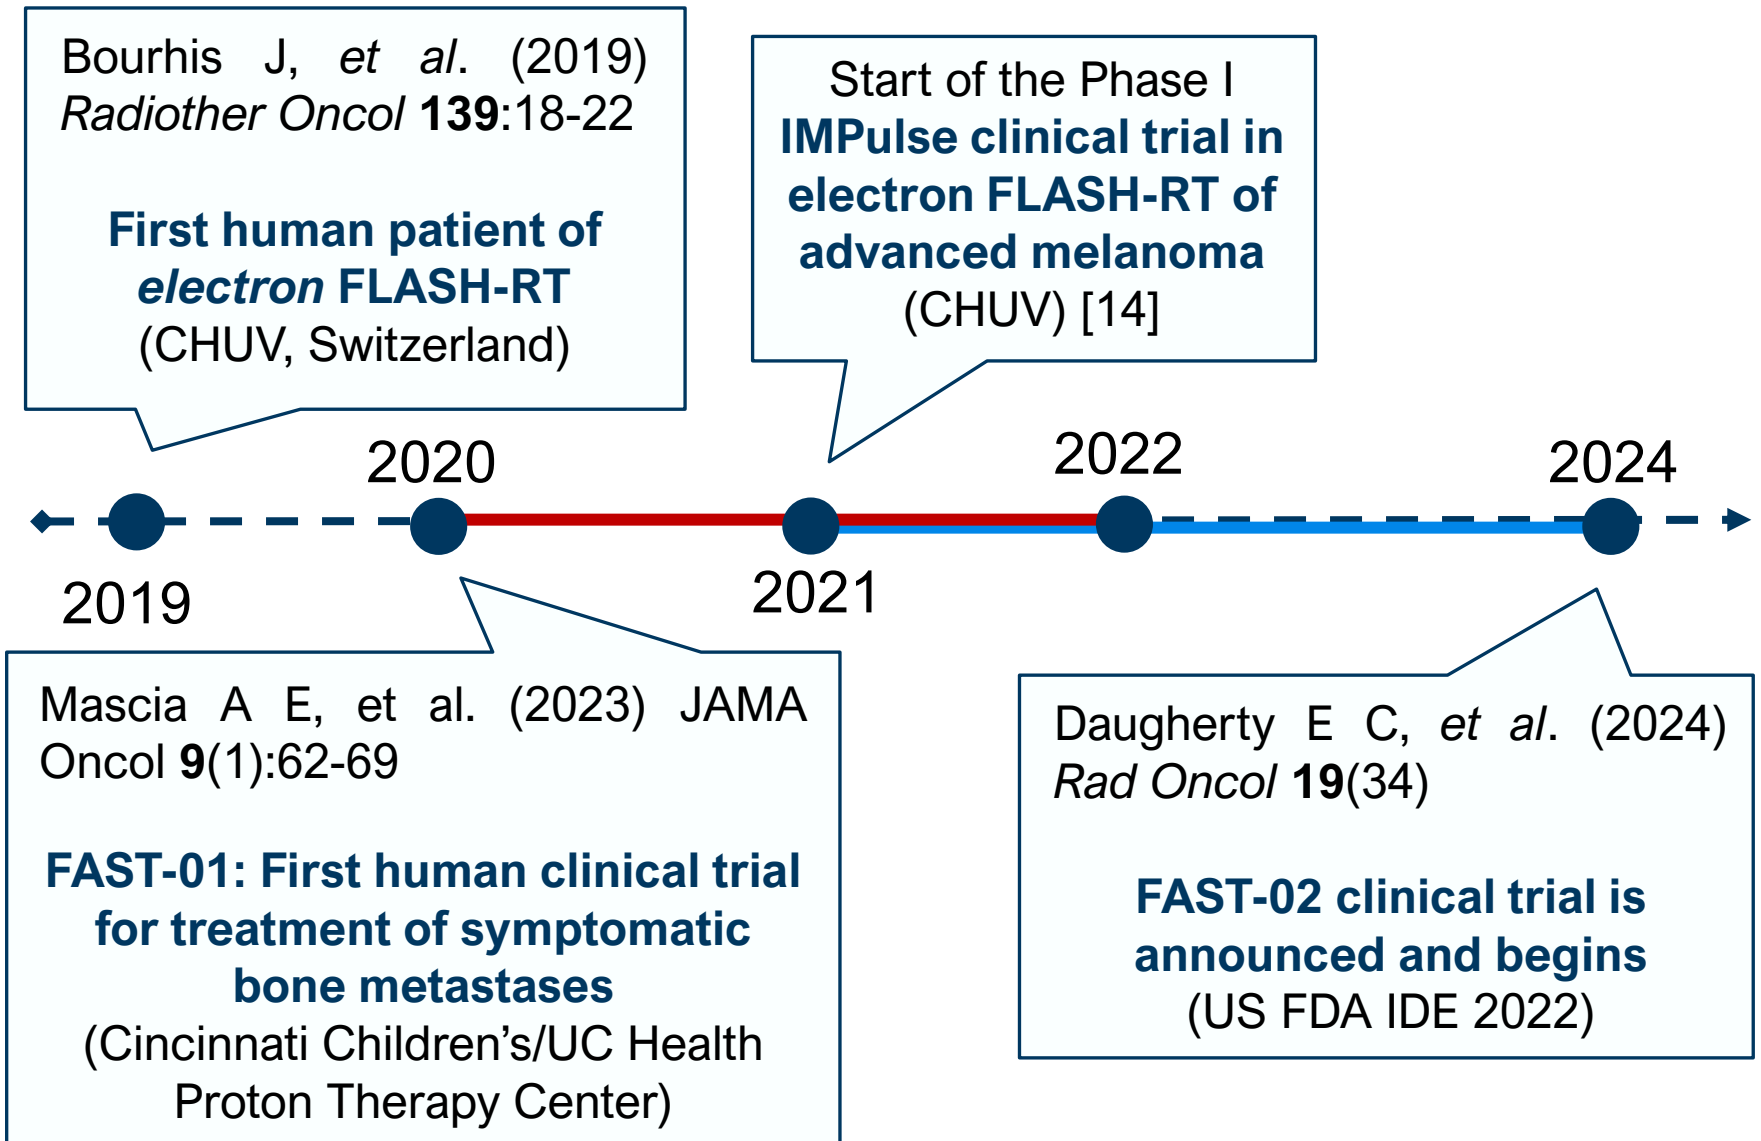 Bourhis J, et al. (2019)
Radiother Oncol 139:18-22
First human patient of
electron FLASH-RT
(CHUV, Switzerland)
Start of the Phase I
IMPulse clinical trial in
electron FLASH-RT of
advanced melanoma
(CHUV) [14]
2020
2022
2024
2019
2021
Mascia A E, et al. (2023) JAMA
Oncol 9(1):62-69
FAST-01: First human clinical trial
for treatment of symptomatic
bone metastases
(Cincinnati Children’s/UC Health
Proton Therapy Center)
Daugherty E C, et al. (2024)
Rad Oncol 19(34)
FAST-02 clinical trial is
announced and begins
(US FDA IDE 2022)